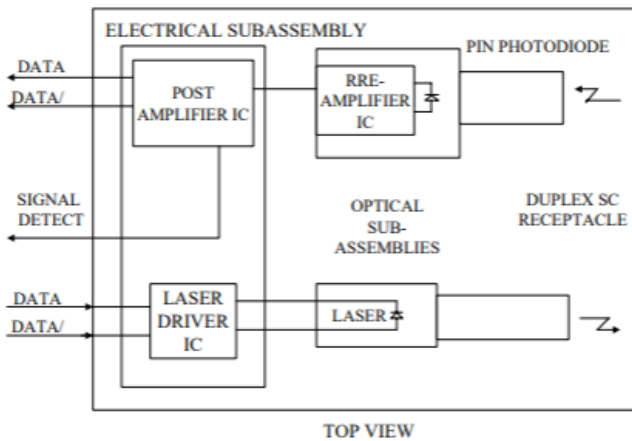 ELECTRICAL SUBASSEMBLY
PIN PHOTODIODE
DATA
DATA/
POST
AMPLIFIER IC
RRE-
AMPLIFIER
IC
SIGNAL
DETECT
OPTICAL
SUB-
ASSEMBLIES
DUPLEX SC
RECEPTACLE
DATA
DATA/
LASER
DRIVER
IC
LASER
TOP VIEW